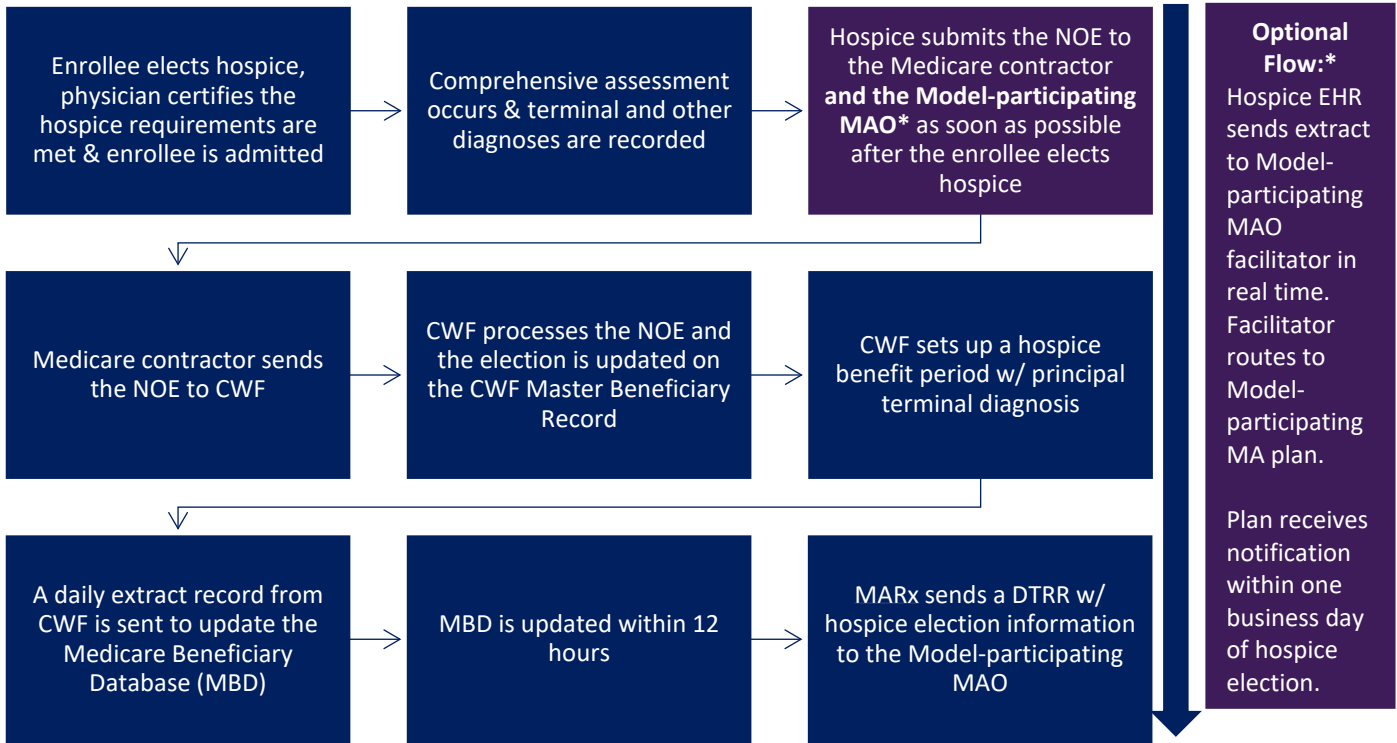 Enrollee elects hospice,
physician certifies the
hospice requirements are
met & enrollee is admitted
Comprehensive assessment
occurs & terminal and other
diagnoses are recorded
Hospice submits the NOE to
the Medicare contractor
and the Model-participating
MAO* as soon as possible
after the enrollee elects
hospice
Medicare contractor sends
the NOE to CWF
CWF processes the NOE and
the election is updated on
the CWF Master Beneficiary
Record
CWF sets up a hospice
benefit period w/ principal
terminal diagnosis
A daily extract record from
CWF is sent to update the
Medicare Beneficiary
Database (MBD)
MBD is updated within 12
hours
MARx sends a DTRR w/
hospice election information
to the Model-participating
MAO
Optional
Flow:*
Hospice EHR
sends extract
to Model-
participating
MAO
facilitator in
real time.
Facilitator
routes to
Model-
participating
MA plan.
Plan receives
notification
within one
business day
of hospice
election.